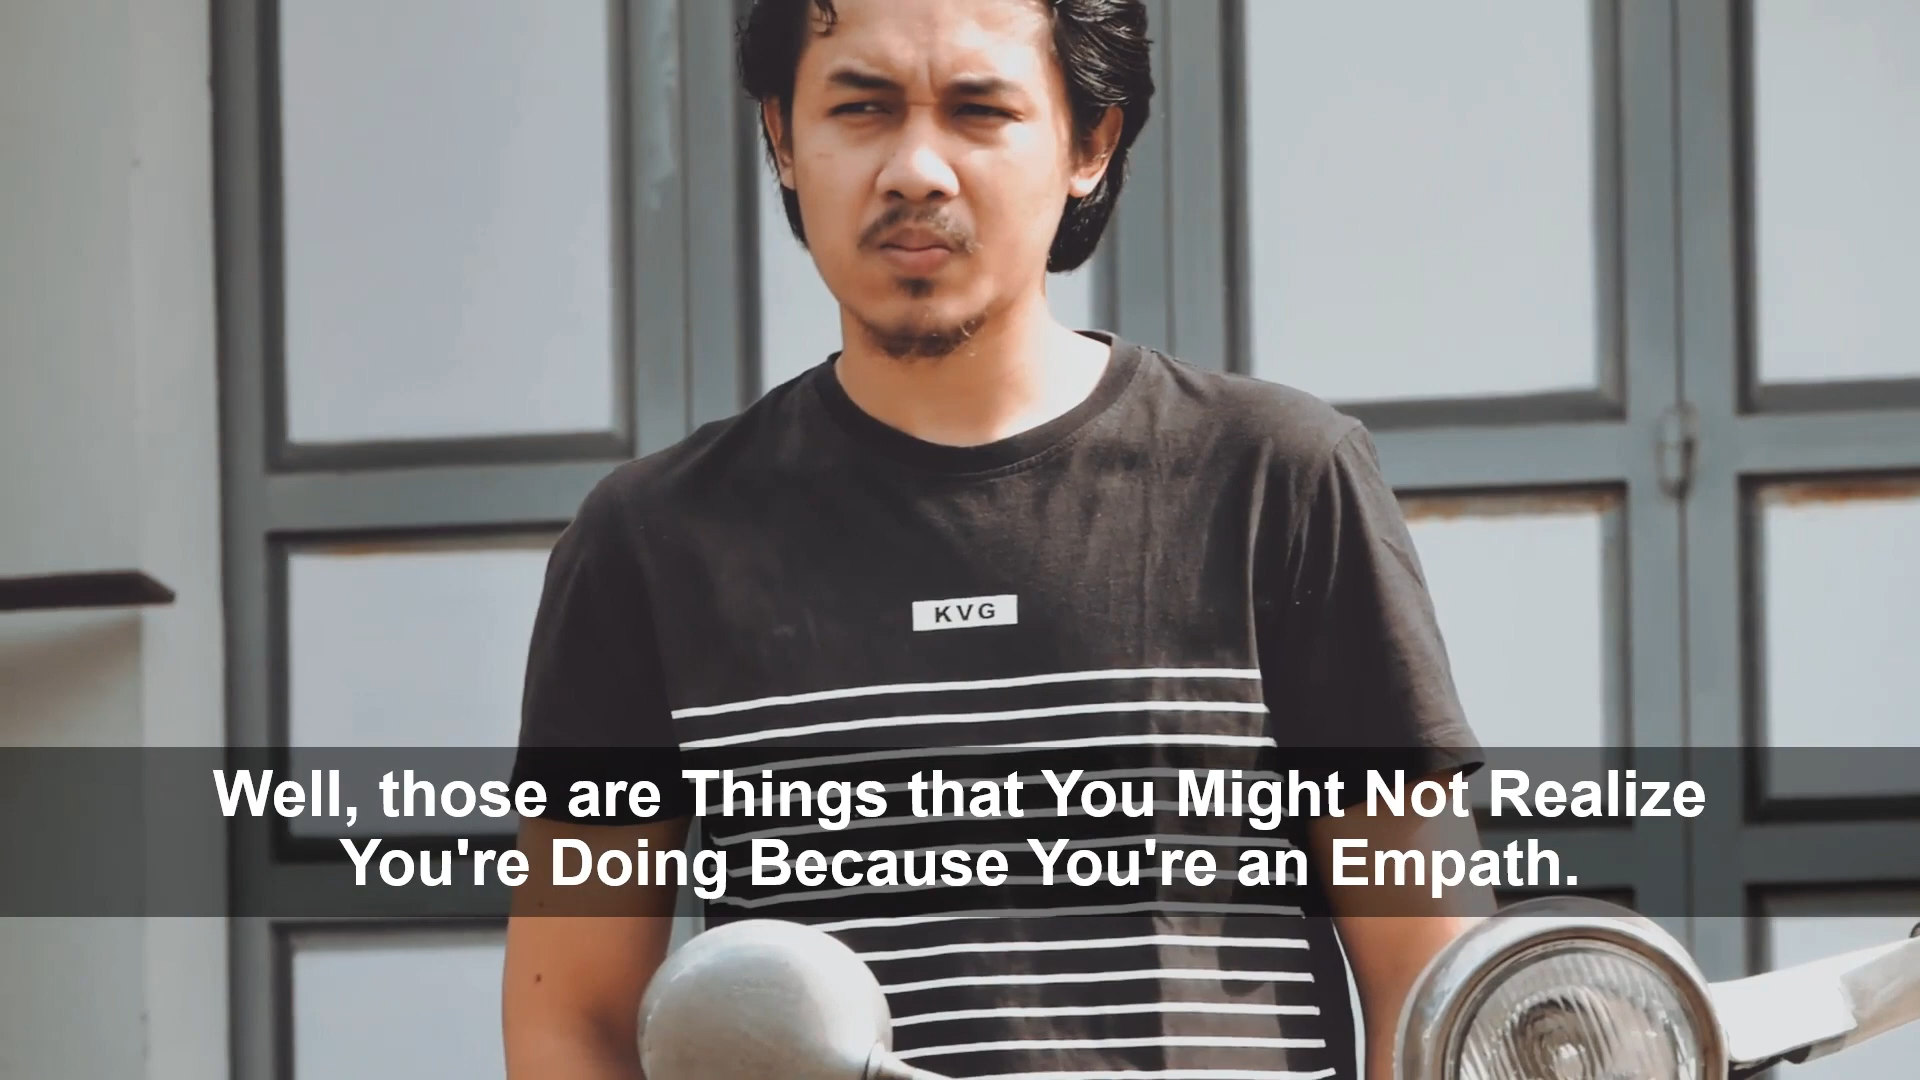 KVG
Well, those are Things that You Might Not Realize
You're Doing Because You're an Empath.